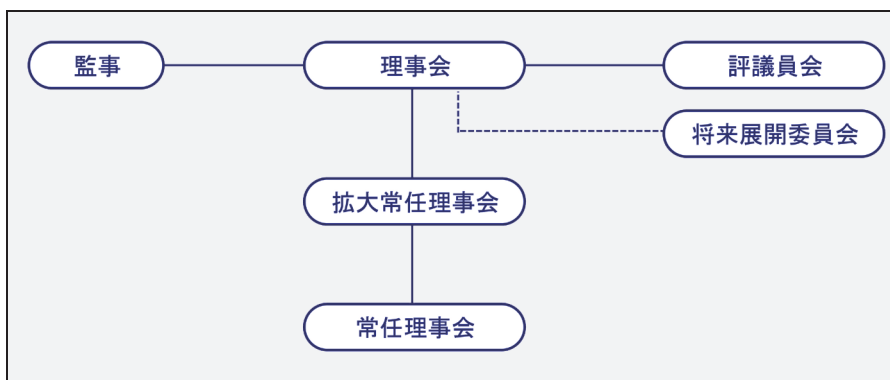 監事
理事会
評議員会
将来展開委員会
拡大常任理事会
常任理事会